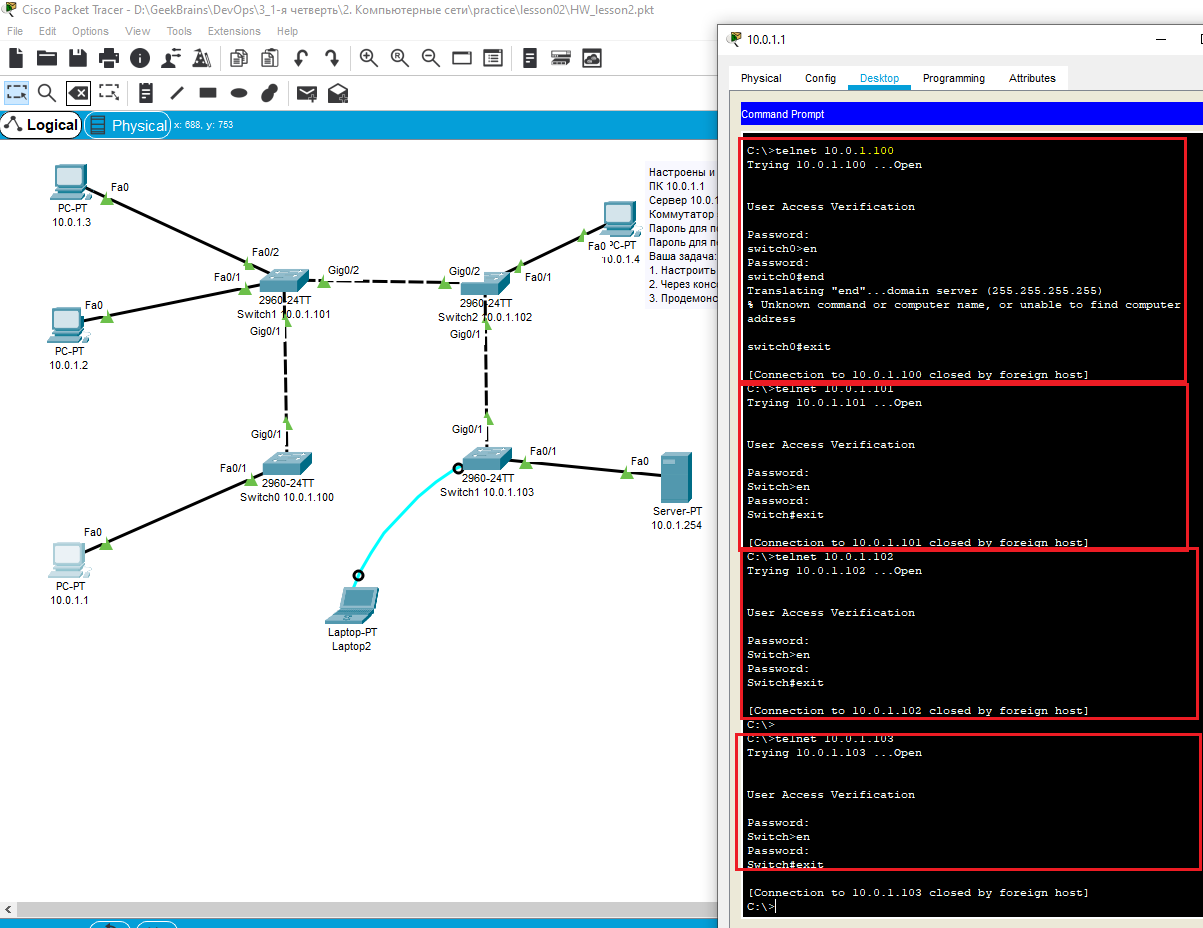 Cisco Packet Tracer - D:\GeekBrains\DevOps\3_1-я четверть\2. Компьютерные сети\practice\lesson02\HW_lesson2.pkt
File Edit Options View Tools Extensions Help
Logical
Physical
x: 688, y: 753
Fa0
PC-PT
10.0.1.3
Fa0/2
Fa0/1
Gig0/2
2960-24TT
Switch1 10.0.1.101
Gig0/1
Fa0
PC-PT
10.0.1.2
Gig0/2
Fa0/1
2960-24TT
Switch2 10.0.1.102
Gig0/1
Fa0
PC-PT
10.0.1.4
Настроены и
ПК 10.0.1.1
Сервер 10.0.1
Коммутатор
Пароль для
Пароль для
Ваша задача:
1. Настроить
2. Через
3.
Gig0/1
Fa0/1
2960-24TT
Switch0 10.0.1.100
Gig0/1
Fa0/1
2960-24TT
Switch1 10.0.1.103
Fa0
Server-PT
10.0.1.254
Fa0
PC-PT
10.0.1.1
Laptop-PT
Laptop2
10.0.1.1
Physical Config Desktop Programming Attributes
Command Prompt
C:\>telnet 10.0.1.100
Trying 10.0.1.100 ...Open
User Access Verification
Password:
switch0>en
Password:
switch0#end
Translating "end"...domain server (255.255.255.255)
% Unknown command or computer name, or unable to find computer
address
switch0#exit
[Connection to 10.0.1.100 closed by foreign host]
C:\>telnet 10.0.1.101
Trying 10.0.1.101 ...Open
User Access Verification
Password:
Switch>en
Password:
Switch#exit
[Connection to 10.0.1.101 closed by foreign host]
C:\>telnet 10.0.1.102
Trying 10.0.1.102 ...Open
User Access Verification
Password:
Switch>en
Password:
Switch#exit
[Connection to 10.0.1.102 closed by foreign host]
C:\>
C:\>telnet 10.0.1.103
Trying 10.0.1.103 ...Open
User Access Verification
Password:
Switch>en
Password:
Switch#exit
[Connection to 10.0.1.103 closed by foreign host]
C:\>